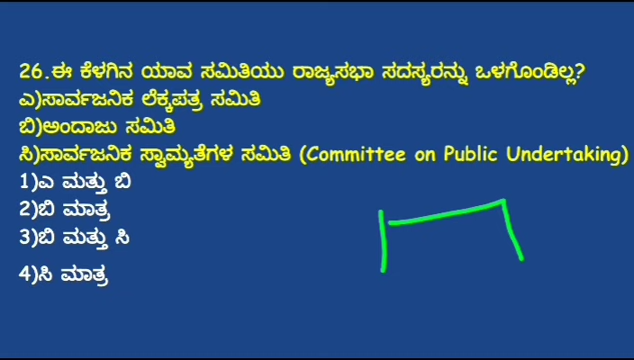 26.ಈ ಕೆಳಗಿನ ಯಾವ ಸಮಿತಿಯು ರಾಜ್ಯಸಭಾ ಸದಸ್ಯರನ್ನು ಒಳಗೊಂಡಿಲ್ಲ?
ಎ)ಸಾರ್ವಜನಿಕ ಲೆಕ್ಕಪತ್ರ ಸಮಿತಿ
ಬಿ)ಅಂದಾಜು ಸಮಿತಿ
ಸಿ)ಸಾರ್ವಜನಿಕ ಸ್ವಾಮ್ಯತೆಗಳ ಸಮಿತಿ (Committee on Public Undertaking)
1)ಎ ಮತ್ತು ಬಿ
2)ಬಿ ಮಾತ್ರ
3)ಬಿ ಮತ್ತು ಸಿ
4)ಸಿ ಮಾತ್ರ